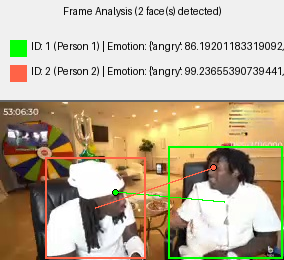 Frame Analysis (2 face(s) detected)
ID: 1 (Person 1) | Emotion: {'angry': 86.19201183319092,
ID: 2 (Person 2) | Emotion: {'angry': 99.23655390739441,
53:06:30